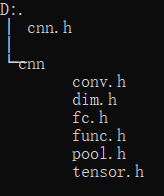 D:.
│  cnn.h
│
└─cnn
        conv.h
        dim.h
        fc.h
        func.h
        pool.h
        tensor.h